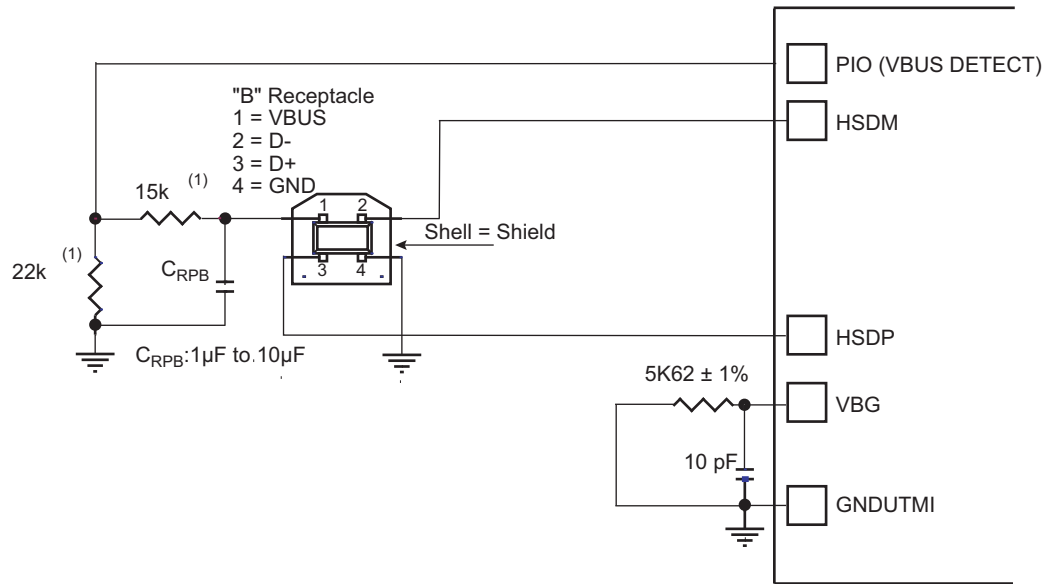 PIO (VBUS DETECT)
"B" Receptacle
1 = VBUS
2 = D-
3 = D+
4 = GND
HSDM
15k (1)
1 2
Shell = Shield
22k (1)
CRPB
3 4
CRPB:1µF to 10µF
HSDP
5K62 ± 1%
VBG
10 pF
GNDUTMI